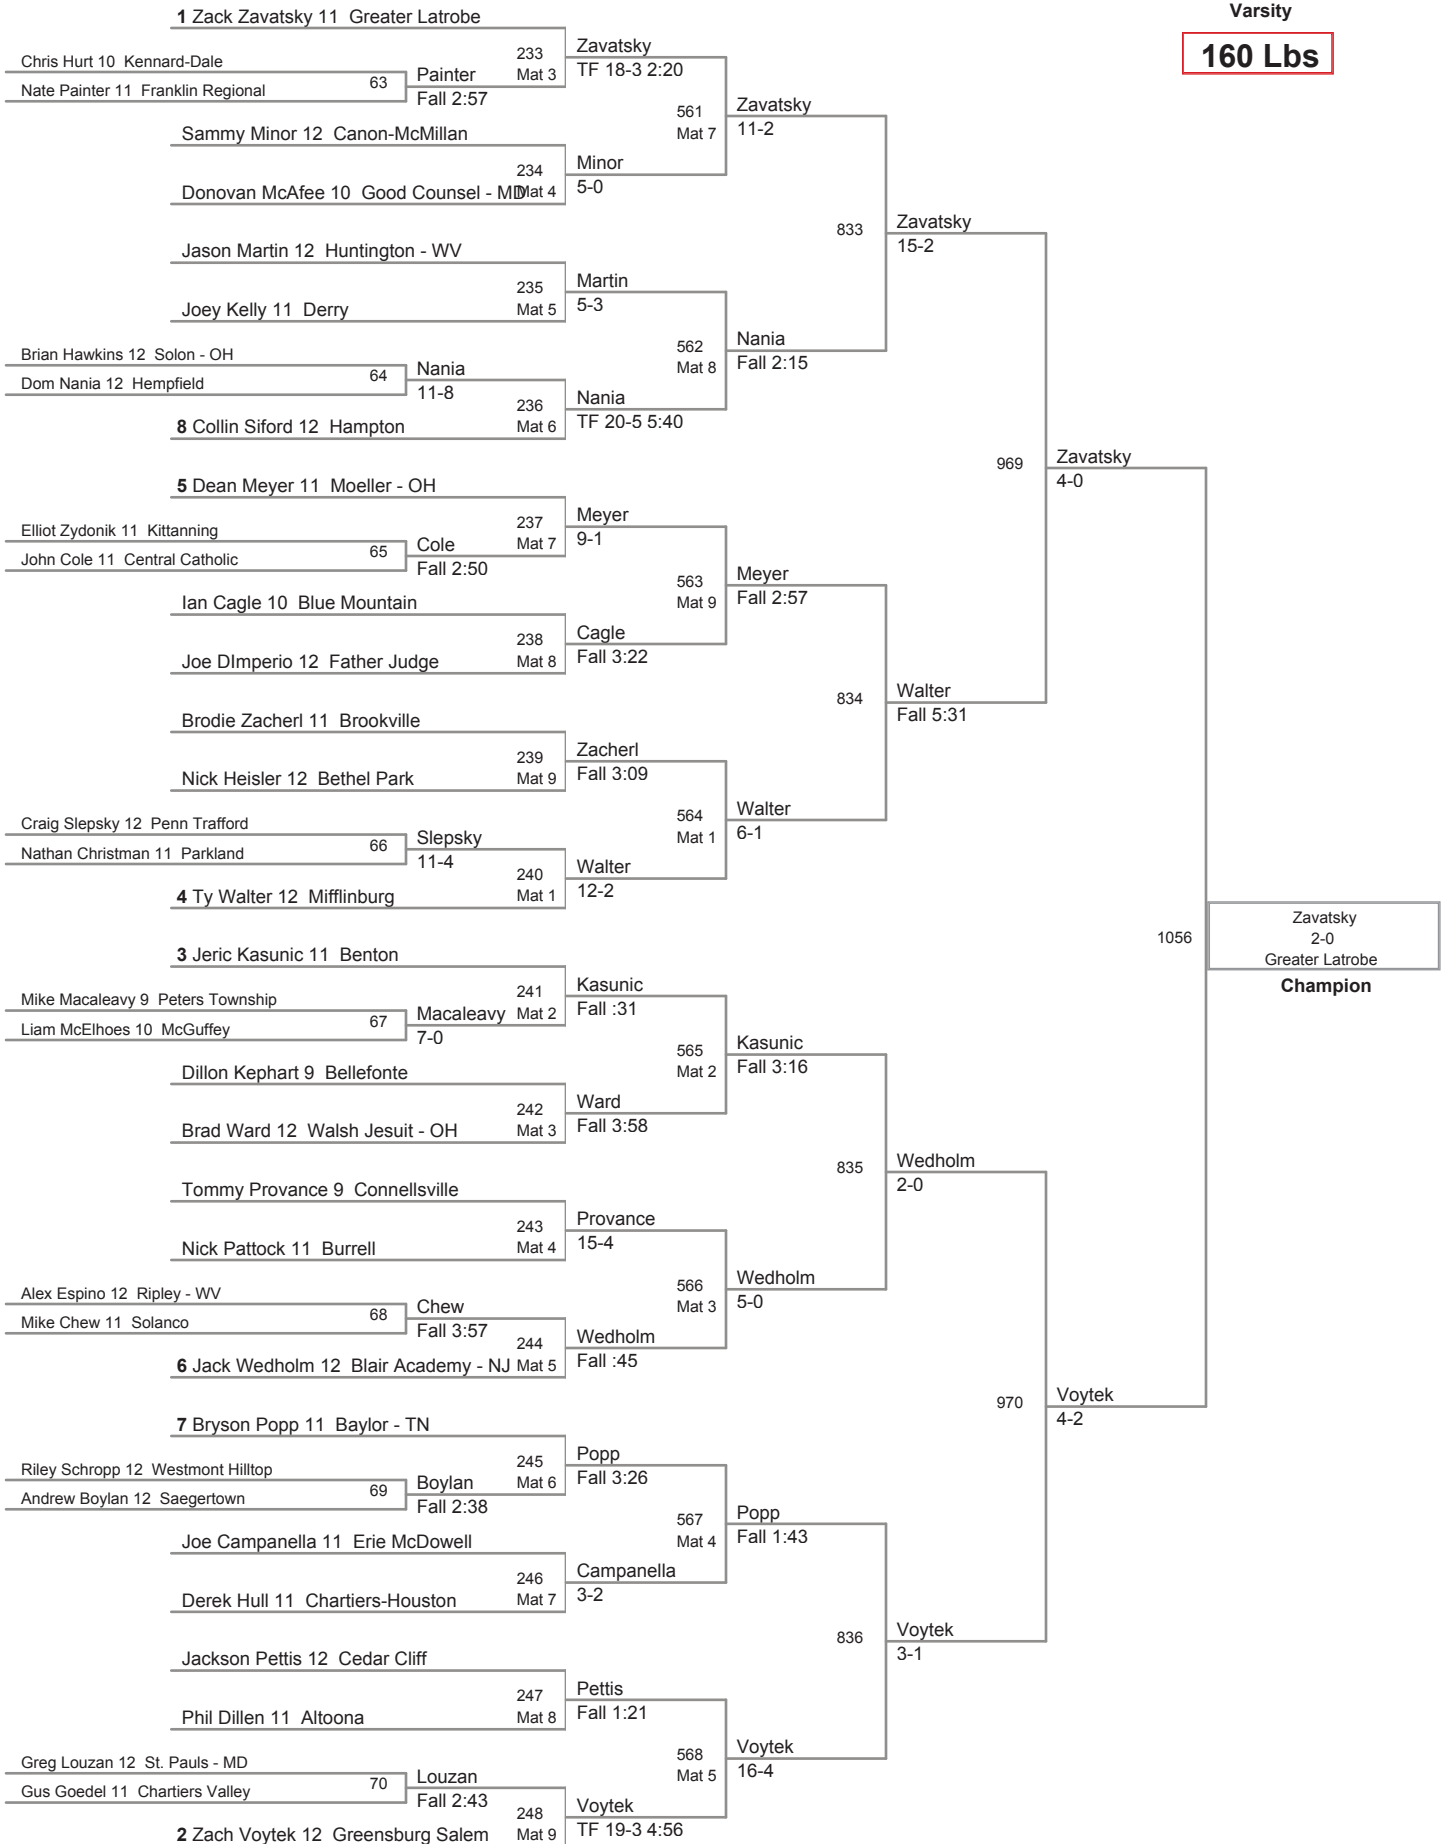 Varsity
160 Lbs
1 Zack Zavatsky 11 Greater Latrobe
233
Mat 3
Zavatsky
TF 18-3 2:20
Chris Hurt 10 Kennard-Dale
63
Nate Painter 11 Franklin Regional
Painter
Fall 2:57
561
Mat 7
Zavatsky
11-2
Sammy Minor 12 Canon-McMillan
234
Mat 4
Minor
5-0
Donovan McAfee 10 Good Counsel - MD
833
Zavatsky
15-2
Jason Martin 12 Huntington - WV
235
Mat 5
Martin
5-3
Joey Kelly 11 Derry
562
Mat 8
Nania
Fall 2:15
Brian Hawkins 12 Solon - OH
64
Dom Nania 12 Hempfield
Nania
11-8
236
Mat 6
Nania
TF 20-5 5:40
8 Collin Siford 12 Hampton
969
Zavatsky
4-0
5 Dean Meyer 11 Moeller - OH
237
Mat 7
Meyer
9-1
Elliot Zydonik 11 Kittanning
65
John Cole 11 Central Catholic
Cole
Fall 2:50
563
Mat 9
Meyer
Fall 2:57
Ian Cagle 10 Blue Mountain
238
Mat 8
Cagle
Fall 3:22
Joe DImperio 12 Father Judge
834
Walter
Fall 5:31
Brodie Zacherl 11 Brookville
239
Mat 9
Zacherl
Fall 3:09
Nick Heisler 12 Bethel Park
564
Mat 1
Walter
6-1
Craig Slepsky 12 Penn Trafford
66
Nathan Christman 11 Parkland
Slepsky
11-4
240
Mat 1
Walter
12-2
4 Ty Walter 12 Mifflinburg
1056
Zavatsky
2-0
Greater Latrobe
Champion
3 Jeric Kasunic 11 Benton
241
Mat 2
Kasunic
Fall :31
Mike Macaleavy 9 Peters Township
67
Liam McElhoes 10 McGuffey
Macaleavy
7-0
565
Mat 2
Kasunic
Fall 3:16
Dillon Kephart 9 Bellefonte
242
Mat 3
Ward
Fall 3:58
Brad Ward 12 Walsh Jesuit - OH
835
Wedholm
2-0
Tommy Provance 9 Connellsville
243
Mat 4
Provance
15-4
Nick Pattock 11 Burrell
566
Mat 3
Wedholm
5-0
Alex Espino 12 Ripley - WV
68
Mike Chew 11 Solanco
Chew
Fall 3:57
244
Mat 5
Wedholm
Fall :45
6 Jack Wedholm 12 Blair Academy - NJ
970
Voytek
4-2
7 Bryson Popp 11 Baylor - TN
245
Mat 6
Popp
Fall 3:26
Riley Schropp 12 Westmont Hilltop
69
Andrew Boylan 12 Saegertown
Boylan
Fall 2:38
567
Mat 4
Popp
Fall 1:43
Joe Campanella 11 Erie McDowell
246
Mat 7
Campanella
3-2
Derek Hull 11 Chartiers-Houston
836
Voytek
3-1
Jackson Pettis 12 Cedar Cliff
247
Mat 8
Pettis
Fall 1:21
Phil Dillen 11 Altoona
568
Mat 5
Voytek
16-4
Greg Louzan 12 St. Pauls - MD
70
Gus Goedel 11 Chartiers Valley
Louzan
Fall 2:43
248
Mat 9
Voytek
TF 19-3 4:56
2 Zach Voytek 12 Greensburg Salem